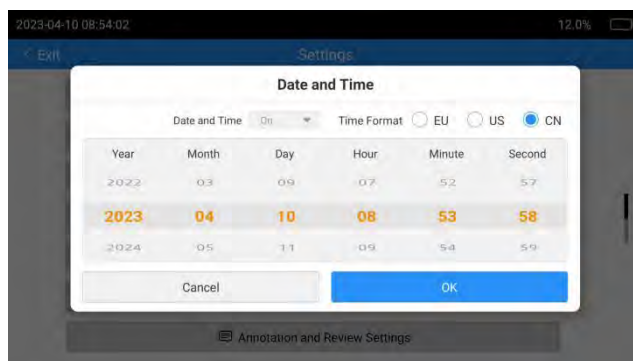 2023-04-10 08:54:02 12.0%
< Exit Settings
Date and Time
Date and Time On Time Format EU US CN
Year Month Day Hour Minute Second
2022 03 09 07 52 57
2023 04 10 08 53 58
2024 05 11 09 54 59
Cancel OK
Annotation and Review Settings